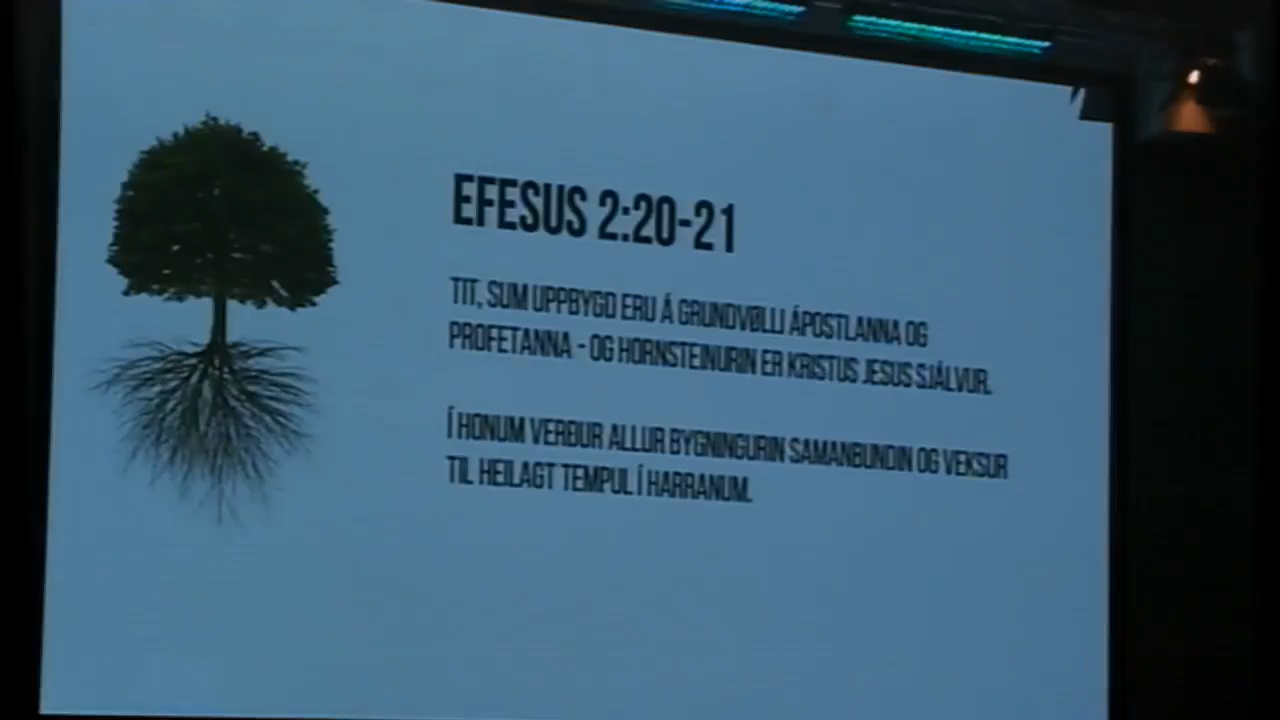 EFESUS 2:20-21
TIT, SUM UPPBYGD ERU Á GRUNDVØLLI ÁPOSTLANNA OG
PROFETANNA - OG HORNSTEINURIN ER KRISTUS JESUS SJÁLVUR.
Í HONUM VERÐUR ALLUR BYGNINGURIN SAMANBUNDIN OG VEKSUR
TIL HEILAGT TEMPUL Í HARRANUM.